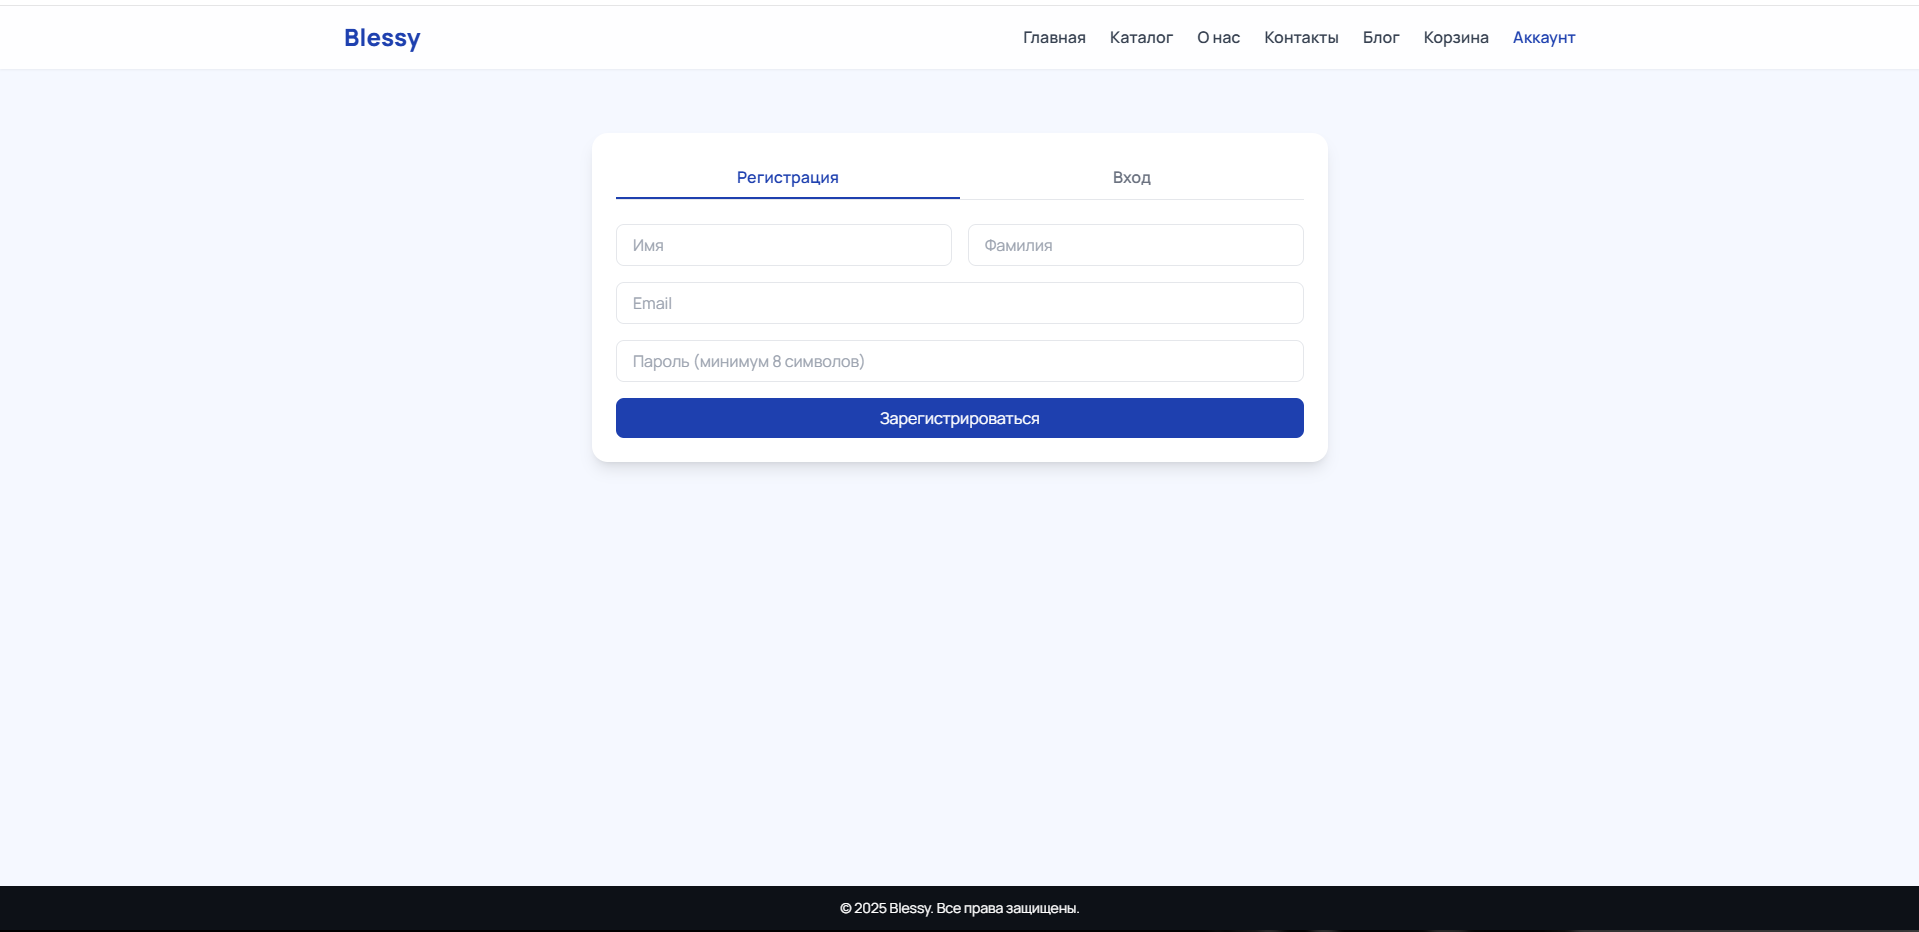 Blessy
Главная Каталог О нас Контакты Блог Корзина Аккаунт
Регистрация Вход
Имя Фамилия
Email
Пароль (минимум 8 символов)
Зарегистрироваться
© 2025 Blessy. Все права защищены.